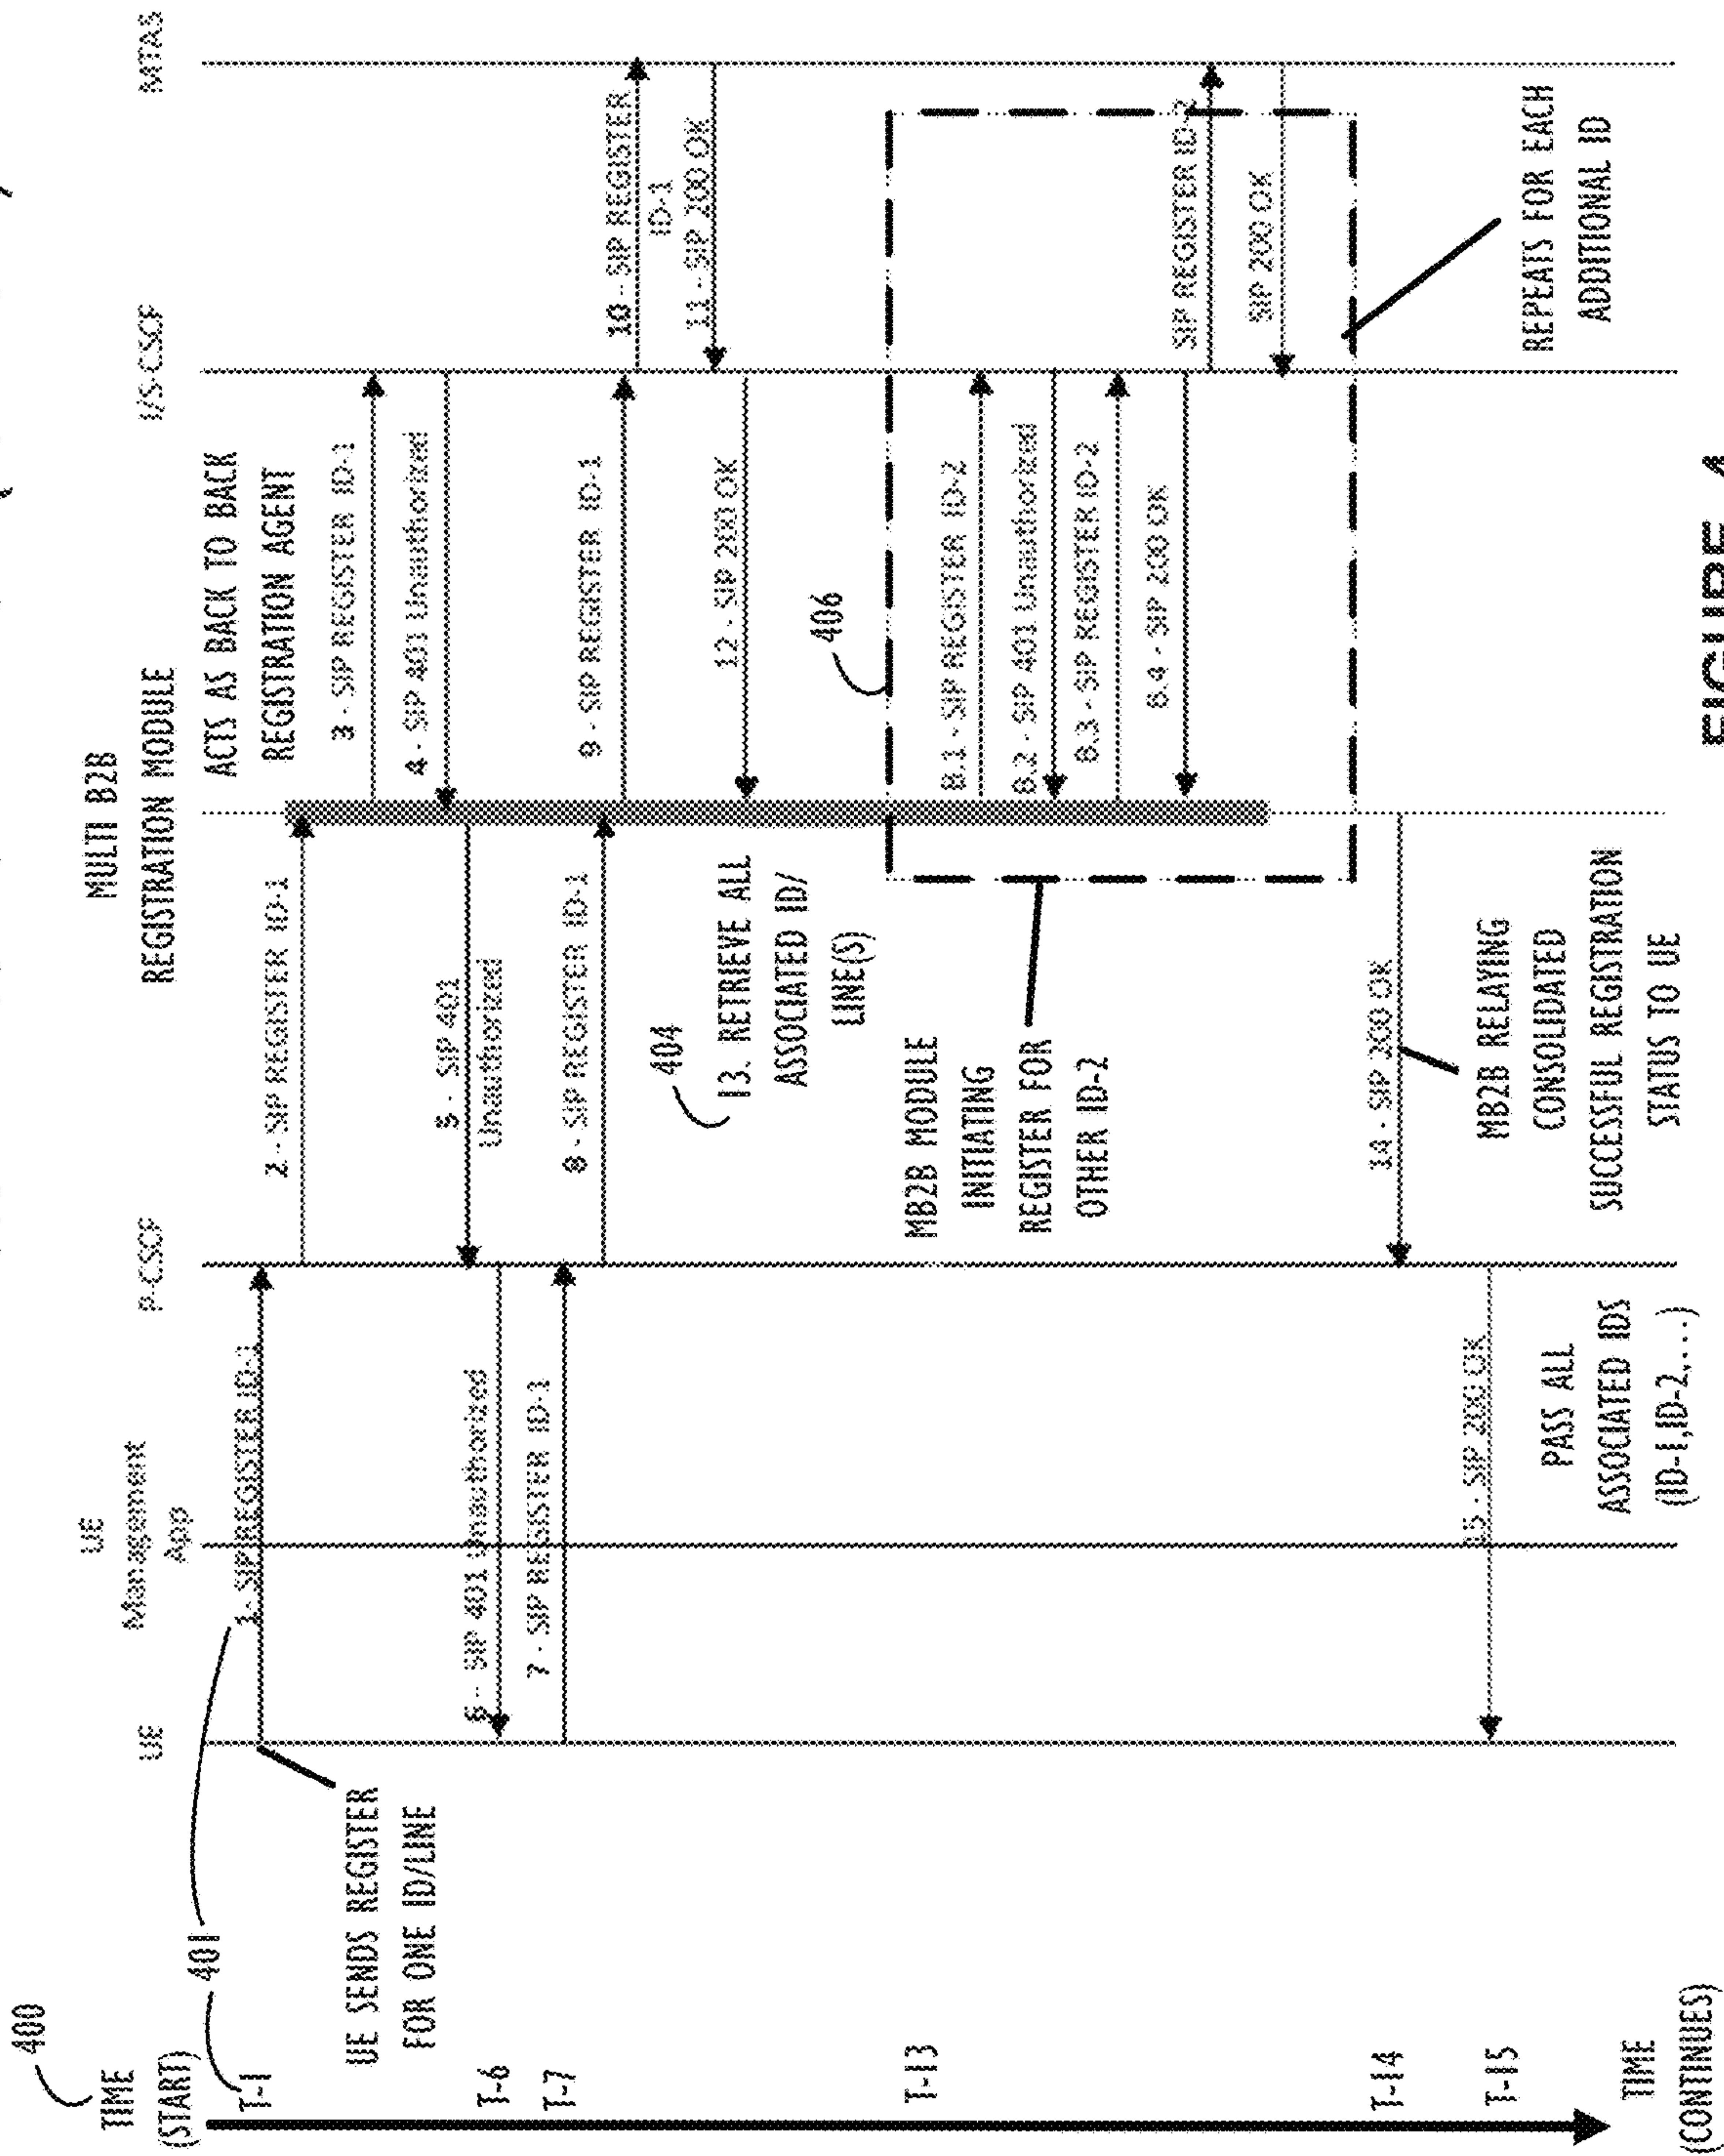 400
TIME
(START)
T-1
401
T-6
T-7
T-13
T-14
T-15
TIME
(CONTINUES)
UE
UE
Management
App
P-CSCF
MULTI B2B
REGISTRATION MODULE
I/S-CSCF
MTAS
ACTS AS BACK TO BACK
REGISTRATION AGENT
UE SENDS REGISTER
FOR ONE ID/LINE
1- SIP REGISTER ID-1
2 - SIP REGISTER ID-1
3 - SIP REGISTER ID-1
4 - SIP 401 Unauthorized
5 - SIP 401
Unauthorized
6 - SIP 401 Unauthorized
7 - SIP REGISTER ID-1
8 - SIP REGISTER ID-1
9 - SIP REGISTER ID-1
10 - SIP REGISTER
ID-1
11 - SIP 200 OK
12 - SIP 200 OK
404
13. RETRIEVE ALL
ASSOCIATED ID/
LINE(S)
406
MB2B MODULE
INITIATING
REGISTER FOR
OTHER ID-2
B.1 - SIP REGISTER ID-2
B.2 - SIP 401 Unauthorized
B.3 - SIP REGISTER ID-2
B.4 - SIP 200 OK
SIP REGISTER ID-2
SIP 200 OK
REPEATS FOR EACH
ADDITIONAL ID
14 - SIP 200 OK
MB2B RELAYING
CONSOLIDATED
SUCCESSFUL REGISTRATION
STATUS TO UE
15 - SIP 200 OK
PASS ALL
ASSOCIATED IDS
(ID-1,ID-2,...)
FIGURE 4